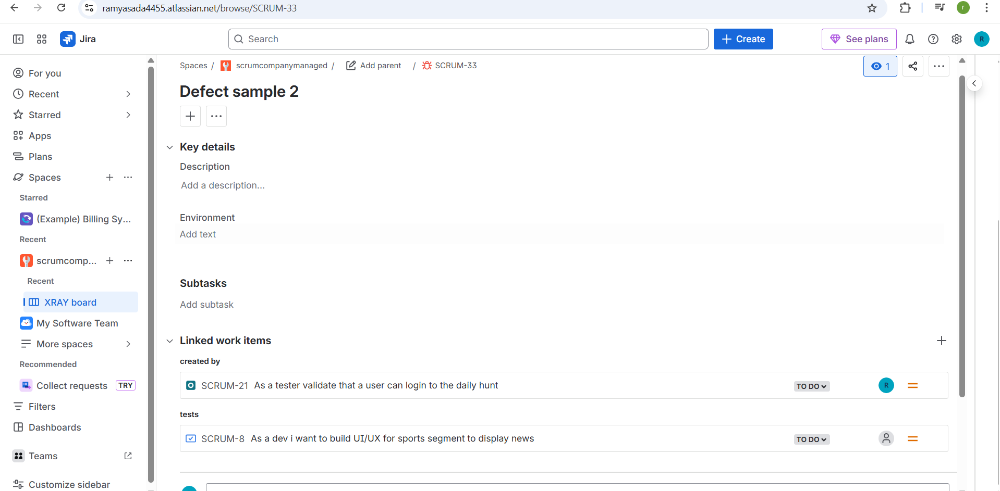 ramyasada4455.atlassian.net/browse/SCRUM-33
r
Jira
Search
Create
See plans
R
For you
Recent
Starred
Apps
Plans
Spaces
Starred
(Example) Billing Sy...
Recent
scrumcomp...
Recent
XRAY board
My Software Team
More spaces
Recommended
Collect requests TRY
Filters
Dashboards
Teams
Customize sidebar
Spaces / scrumcompanymanaged / Add parent / SCRUM-33
1
Defect sample 2
Key details
Description
Add a description...
Environment
Add text
Subtasks
Add subtask
Linked work items
created by
SCRUM-21 As a tester validate that a user can login to the daily hunt TO DO R
tests
SCRUM-8 As a dev i want to build UI/UX for sports segment to display news TO DO